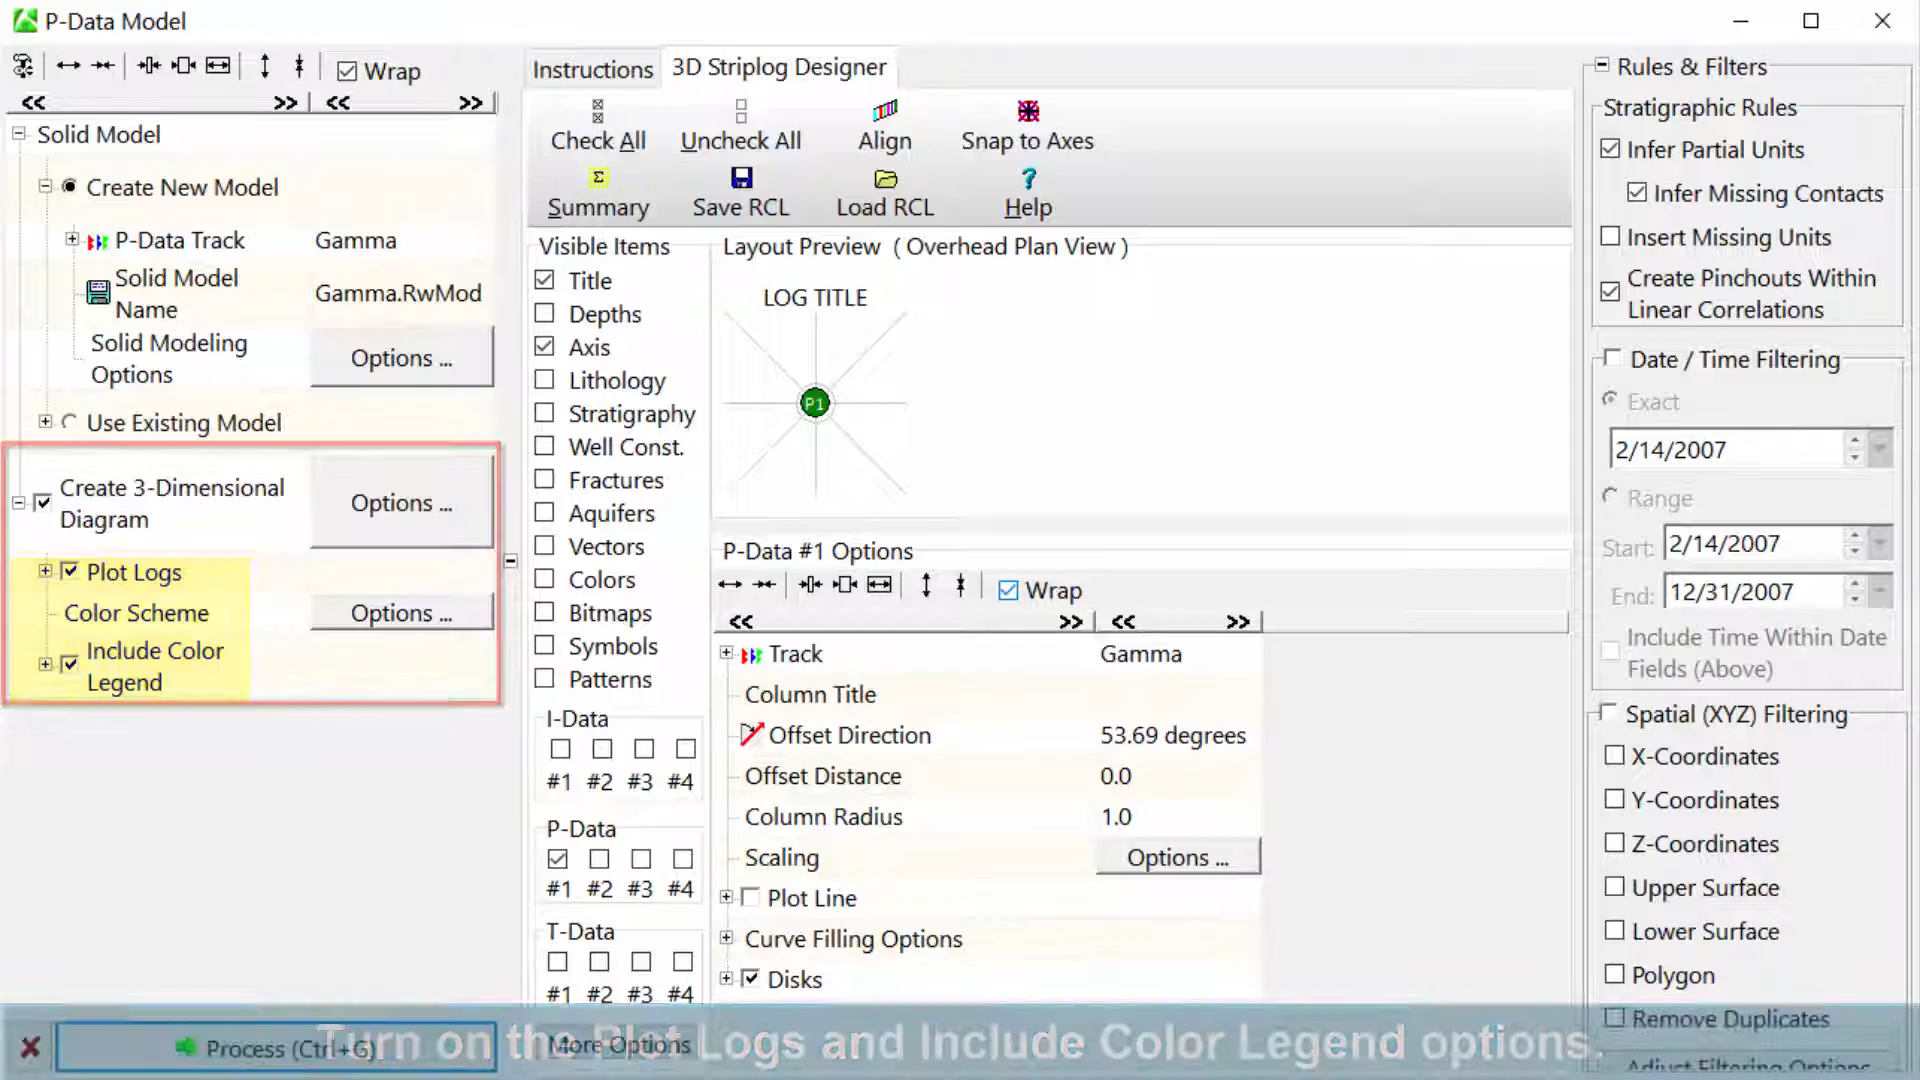 P-Data Model
Wrap
<< >> << >>
Solid Model
Create New Model
P-Data Track Gamma
Solid Model
Name
Gamma.RwMod
Solid Modeling
Options
Options ...
Use Existing Model
Create 3-Dimensional
Diagram
Options ...
Plot Logs
Color Scheme Options ...
Include Color
Legend
Process (Ctrl+G)
Instructions
3D Striplog Designer
Check All
Uncheck All
Align
Snap to Axes
Σ
?
Summary
Save RCL
Load RCL
Help
Visible Items
Title
Depths
Axis
Lithology
Stratigraphy
Well Const.
Fractures
Aquifers
Vectors
Colors
Bitmaps
Symbols
Patterns
I-Data
#1 #2 #3 #4
P-Data
#1 #2 #3 #4
T-Data
#1 #2 #3 #4
More Options
Layout Preview ( Overhead Plan View )
LOG TITLE
P1
P-Data #1 Options
Wrap
<< >> << >>
Track Gamma
Column Title
Offset Direction 53.69 degrees
Offset Distance 0.0
Column Radius 1.0
Scaling Options ...
Plot Line
Curve Filling Options
Disks
Rules & Filters
Stratigraphic Rules
Infer Partial Units
Infer Missing Contacts
Insert Missing Units
Create Pinchouts Within
Linear Correlations
Date / Time Filtering
Exact
2/14/2007
Range
Start: 2/14/2007
End: 12/31/2007
Include Time Within Date
Fields (Above)
Spatial (XYZ) Filtering
X-Coordinates
Y-Coordinates
Z-Coordinates
Upper Surface
Lower Surface
Polygon
Remove Duplicates
Adjust Filtering Options
Turn on the Plot Logs and Include Color Legend options.